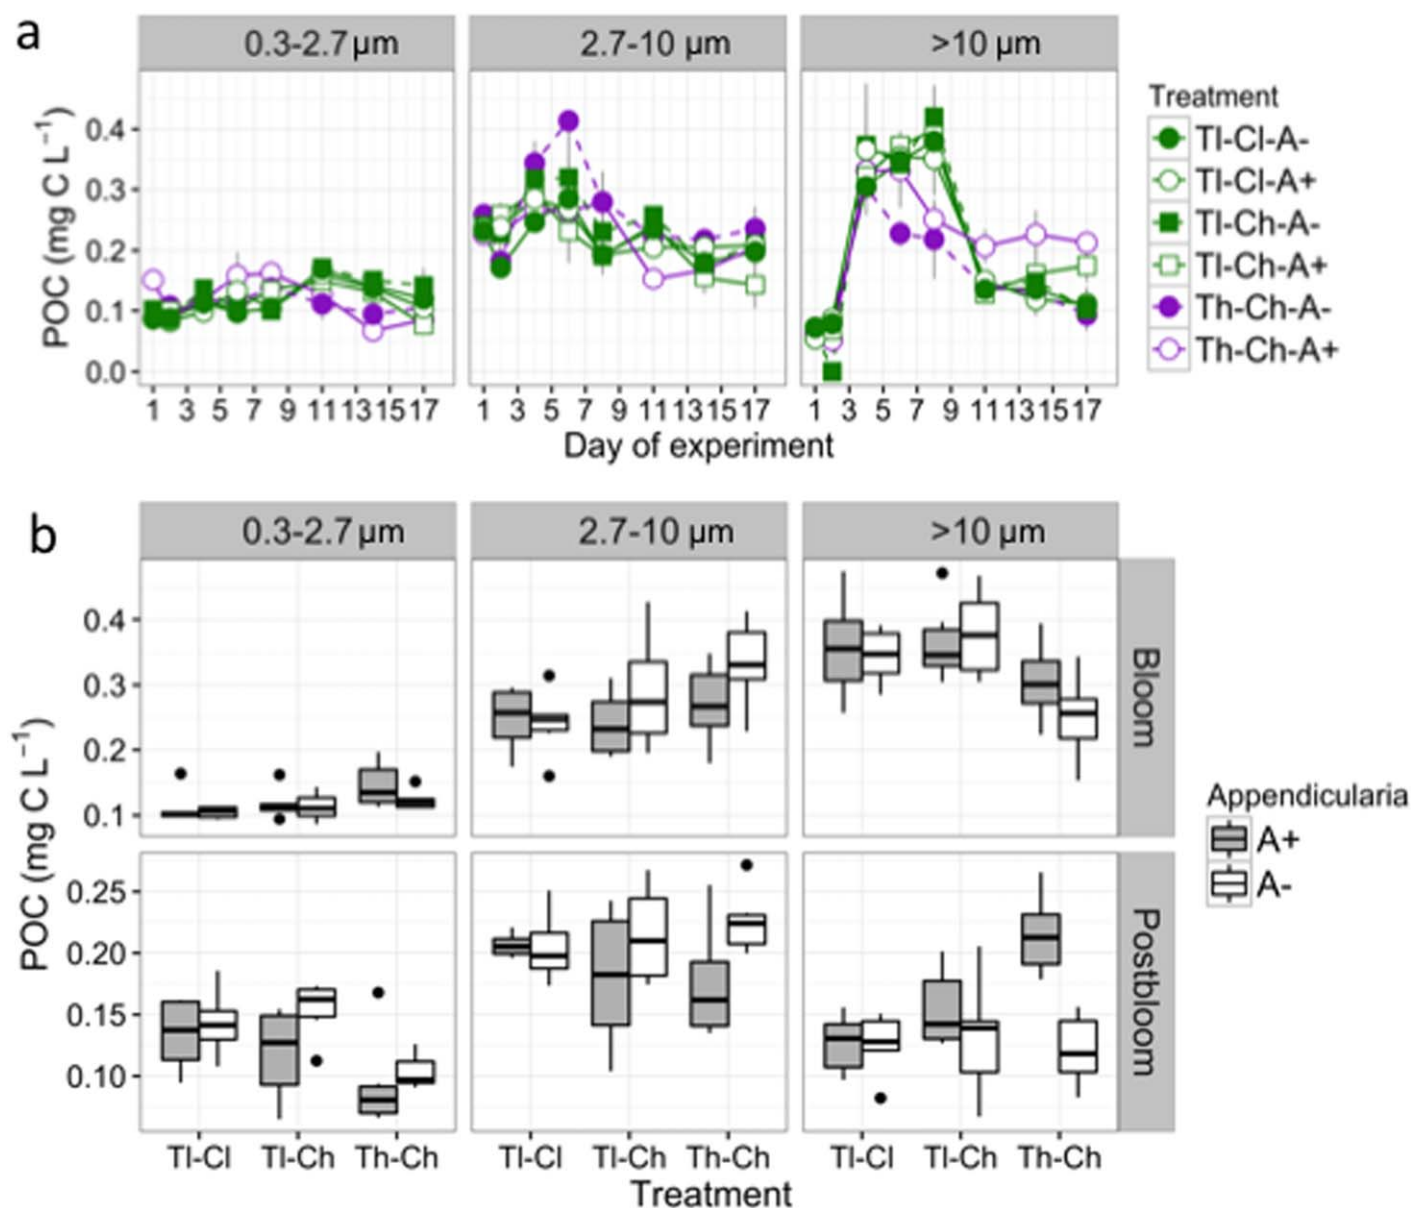 a
0.3-2.7 µm 2.7-10 µm >10 µm
POC (mg C L⁻¹)
0.4
0.3
0.2
0.1
0.0
1 3 5 7 9 11 13 15 17 1 3 5 7 9 11 13 15 17 1 3 5 7 9 11 13 15 17
Day of experiment
Treatment
Tl-Cl-A-
Tl-Cl-A+
Tl-Ch-A-
Tl-Ch-A+
Th-Ch-A-
Th-Ch-A+
b
0.3-2.7 µm 2.7-10 µm >10 µm
POC (mg C L⁻¹)
0.4
0.3
0.2
0.1
Bloom
0.25
0.20
0.15
0.10
Postbloom
Tl-Cl Tl-Ch Th-Ch Tl-Cl Tl-Ch Th-Ch Tl-Cl Tl-Ch Th-Ch
Treatment
Appendicularia
A+
A-